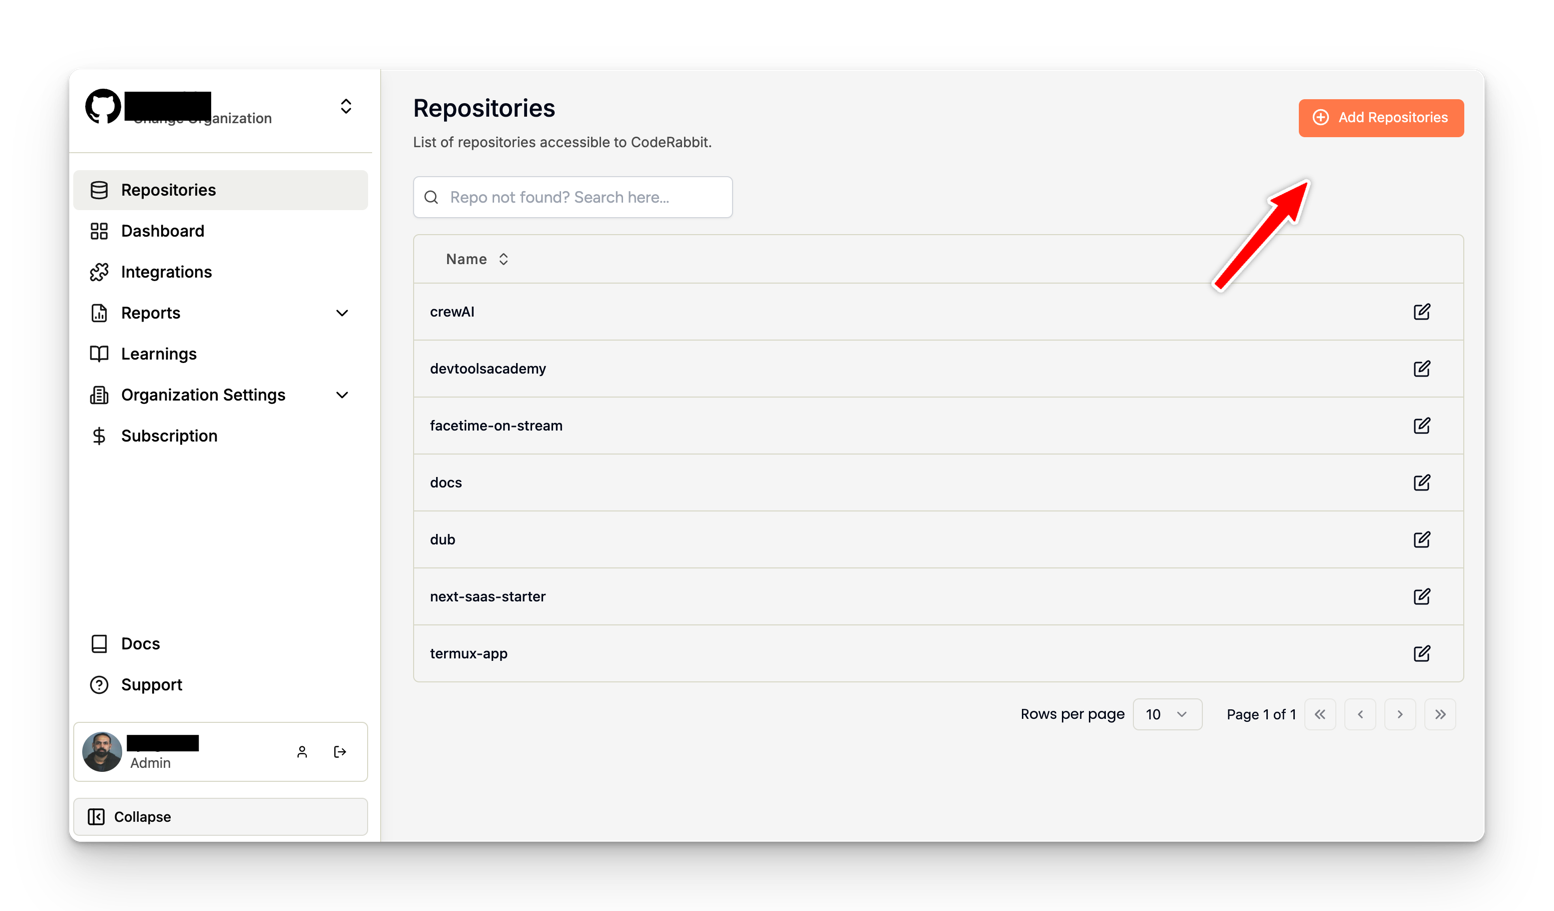 Change Organization
Repositories
Dashboard
Integrations
Reports
Learnings
Organization Settings
Subscription
Docs
Support
Admin
Collapse
Repositories
List of repositories accessible to CodeRabbit.
Add Repositories
Repo not found? Search here...
Name
crewAI
devtoolsacademy
facetime-on-stream
docs
dub
next-saas-starter
termux-app
Rows per page 10 Page 1 of 1